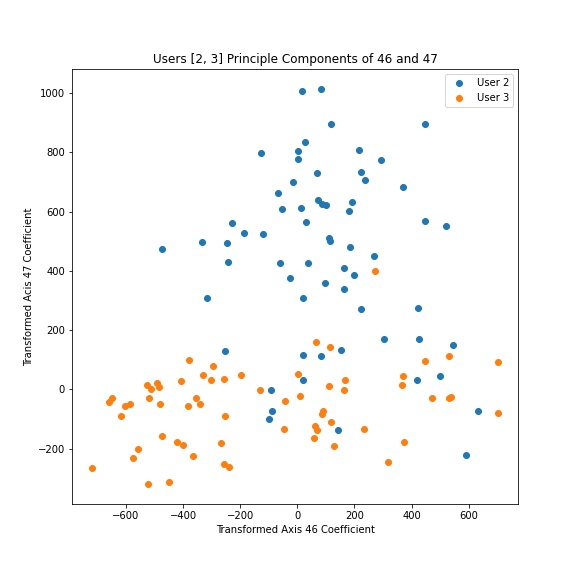 Users [2, 3] Principle Components of 46 and 47
User 2
User 3
1000
800
600
400
200
0
−200
Transformed Acis 47 Coefficient
−600
−400
−200
0
200
400
600
Transformed Axis 46 Coefficient